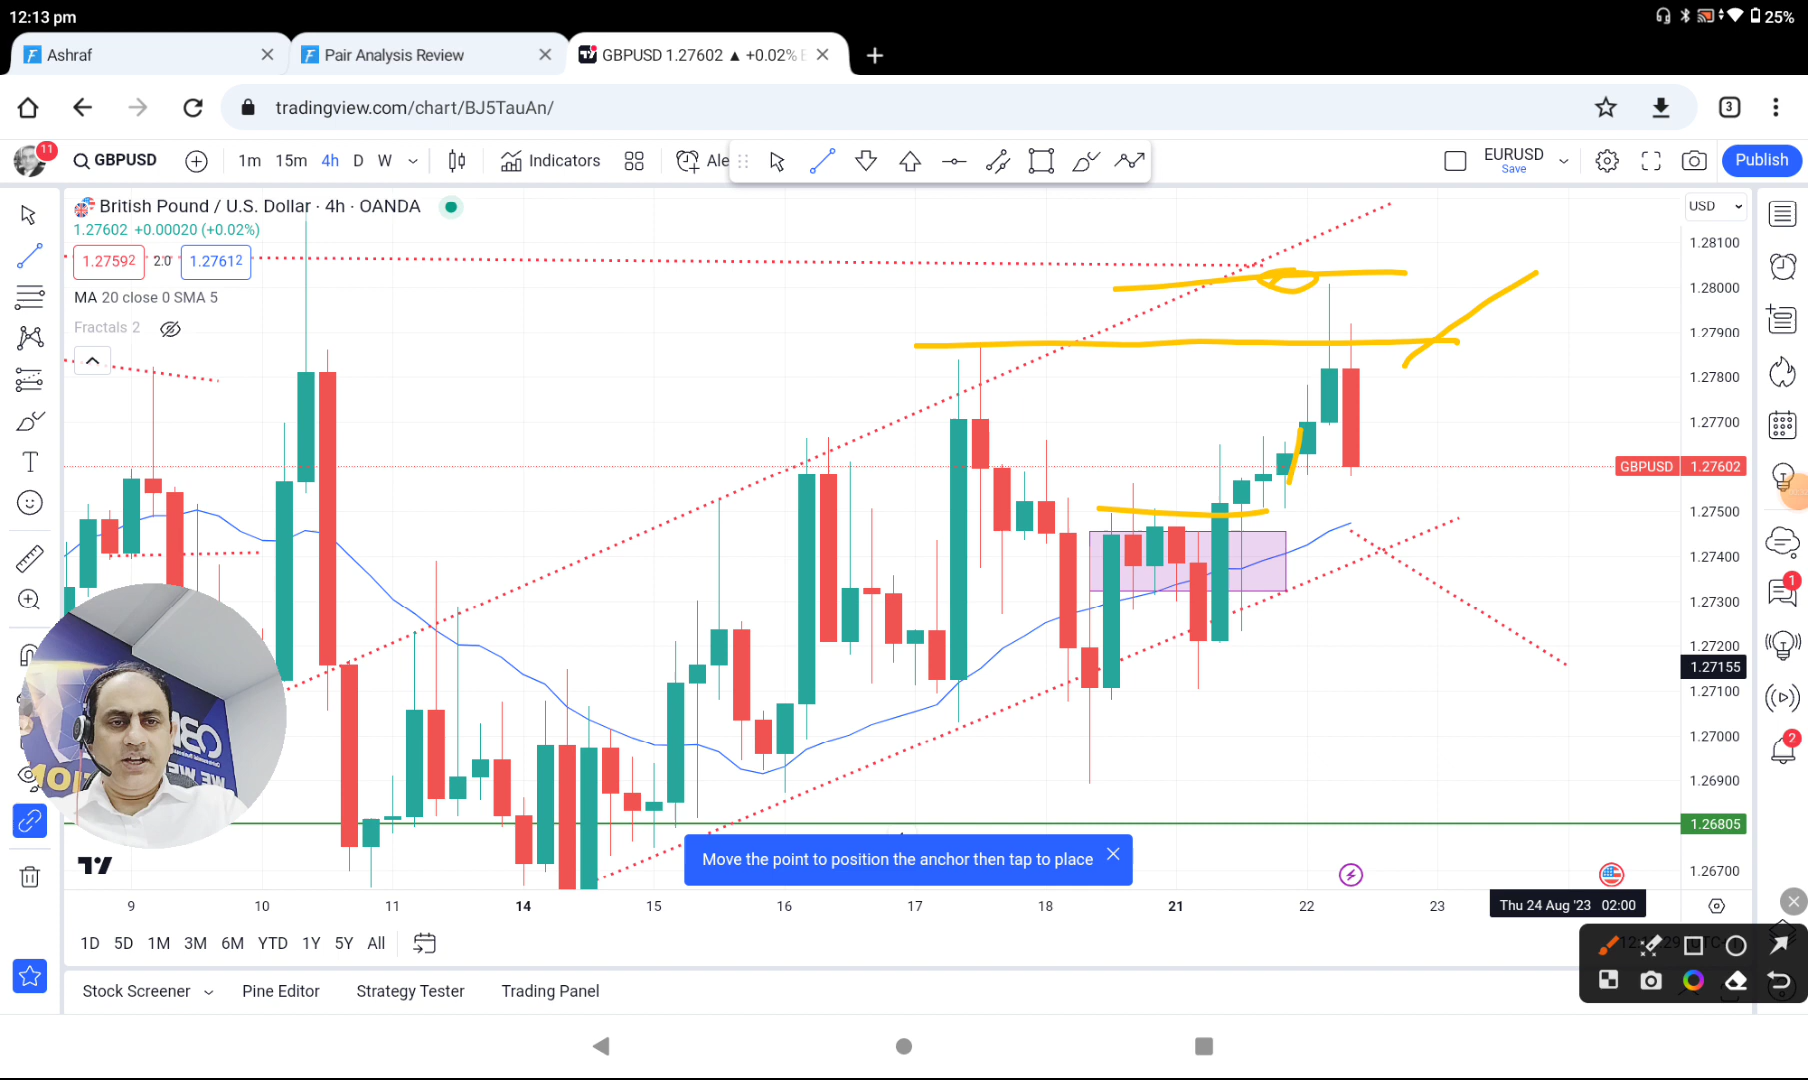 12:13 pm
25%
Ashraf
Pair Analysis Review
GBPUSD 1.27602 ▲ +0.02%
tradingview.com/chart/BJ5TauAn/
3
11
GBPUSD
1m 15m 4h D W
Indicators
Ale
EURUSD
Save
Publish
British Pound / U.S. Dollar · 4h · OANDA
1.27602 +0.00020 (+0.02%)
1.27592
2.0
1.27612
MA 20 close 0 SMA 5
Fractals 2
USD
1.28100
1.28000
1.27900
1.27800
1.27700
GBPUSD 1.27602
1.27500
1.27400
1.27300
1.27200
1.27155
1.27100
1.27000
1.26900
1.26805
1.26700
1
2
Move the point to position the anchor then tap to place
9 10 11 14 15 16 17 18 21 22 23
Thu 24 Aug '23 02:00
1D 5D 1M 3M 6M YTD 1Y 5Y All
Stock Screener
Pine Editor
Strategy Tester
Trading Panel